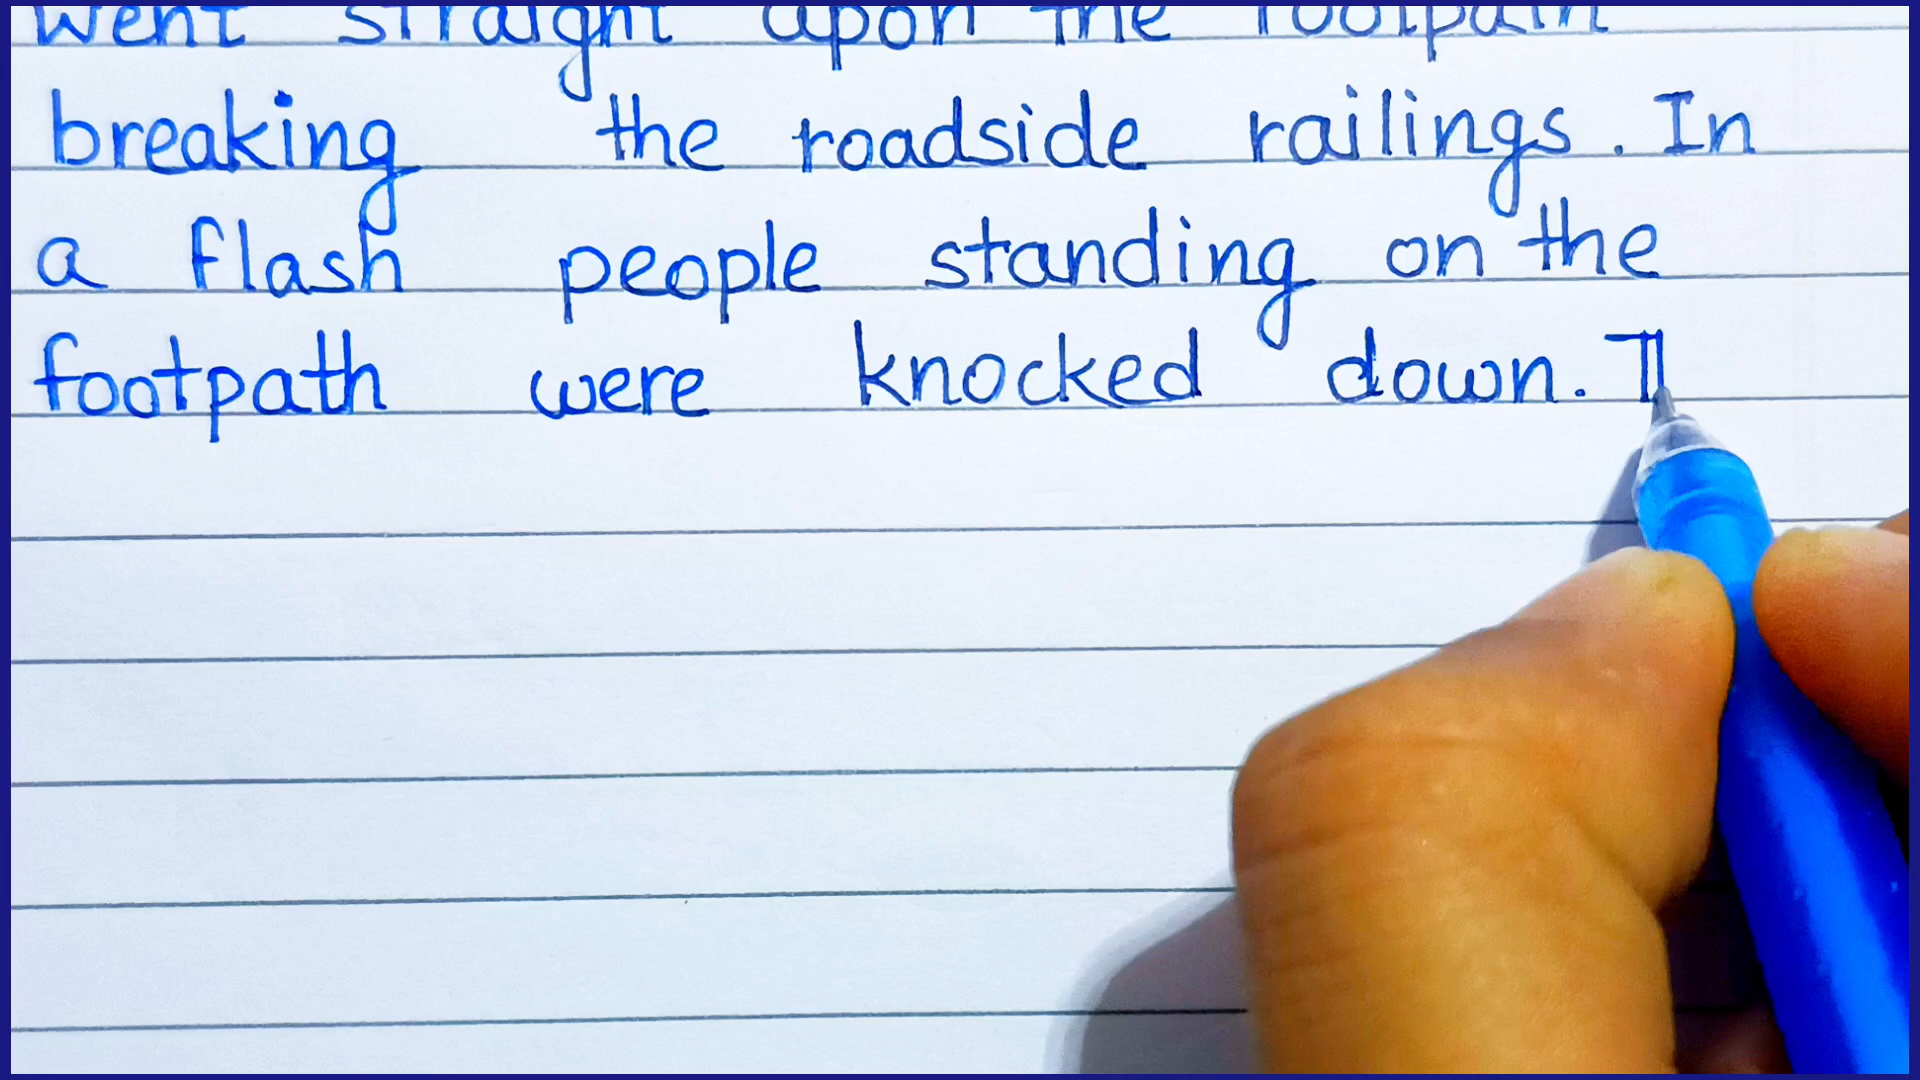 went straight upon the footpath
breaking the roadside railings. In
a flash people standing on the
footpath were knocked down. T